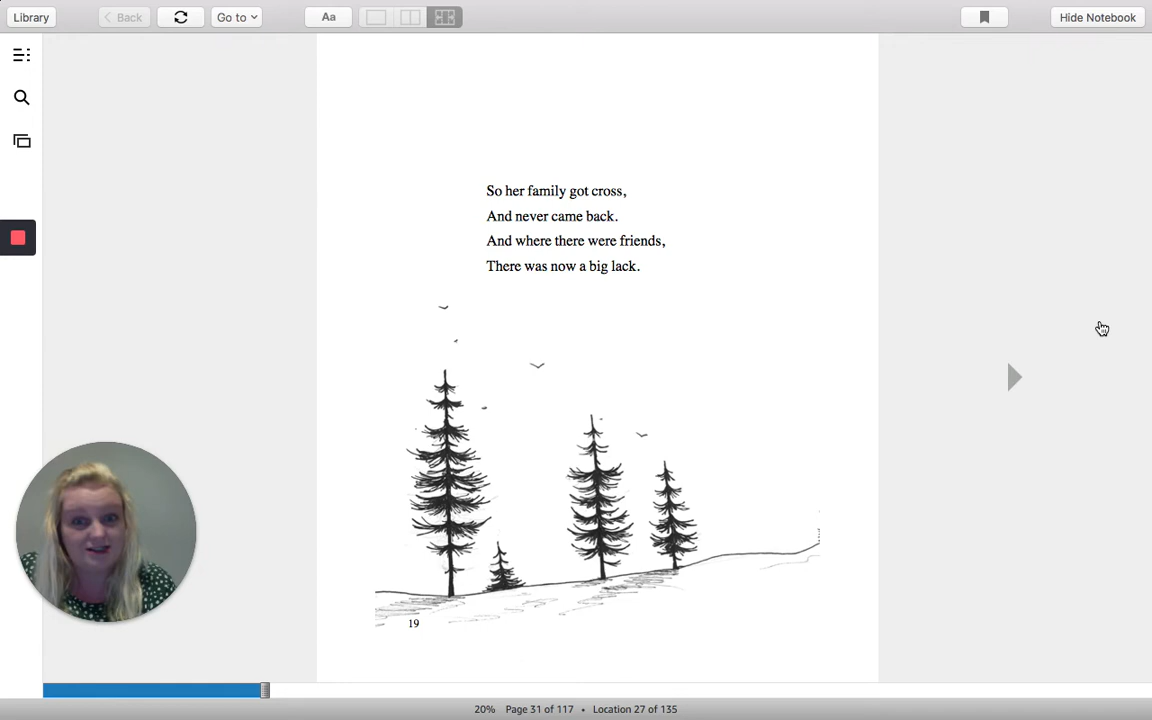 Library
Back
Go to
Aa
Hide Notebook
So her family got cross,
And never came back.
And where there were friends,
There was now a big lack.
19
20% Page 31 of 117 • Location 27 of 135